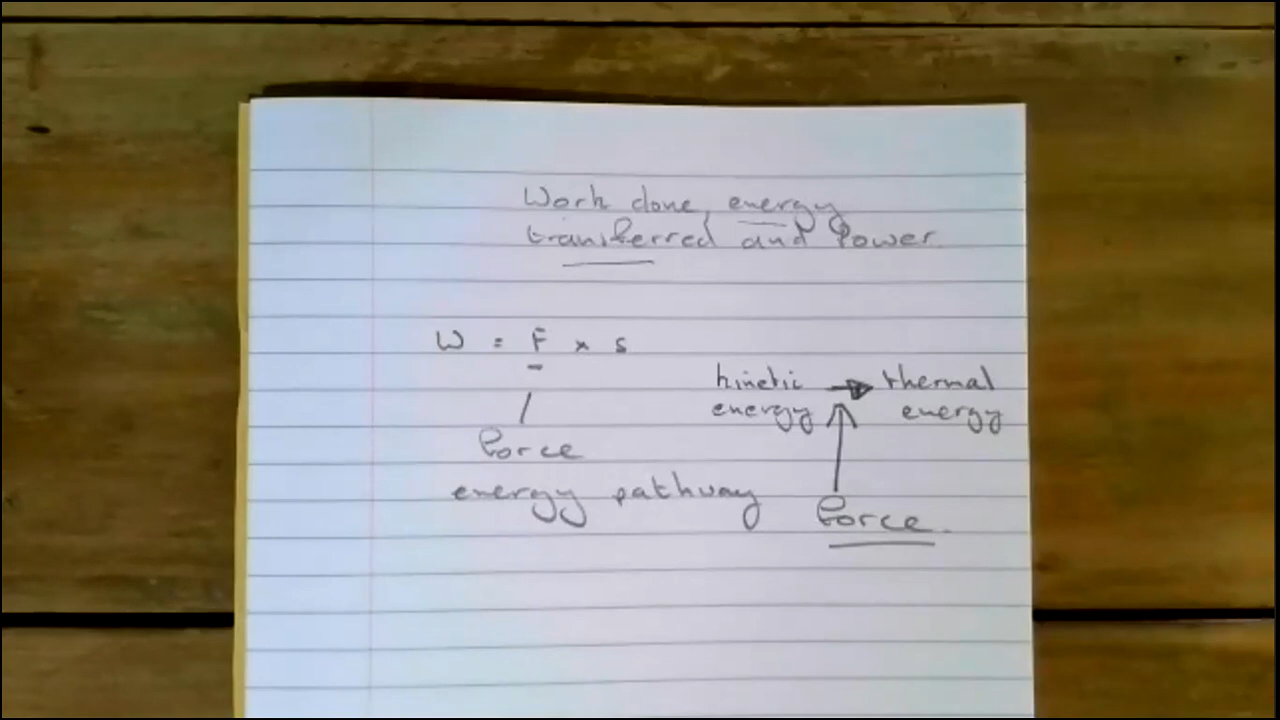 Work done, energy
transferred and Power.
W = F × s
kinetic → thermal
energy energy
force
energy pathway
force.